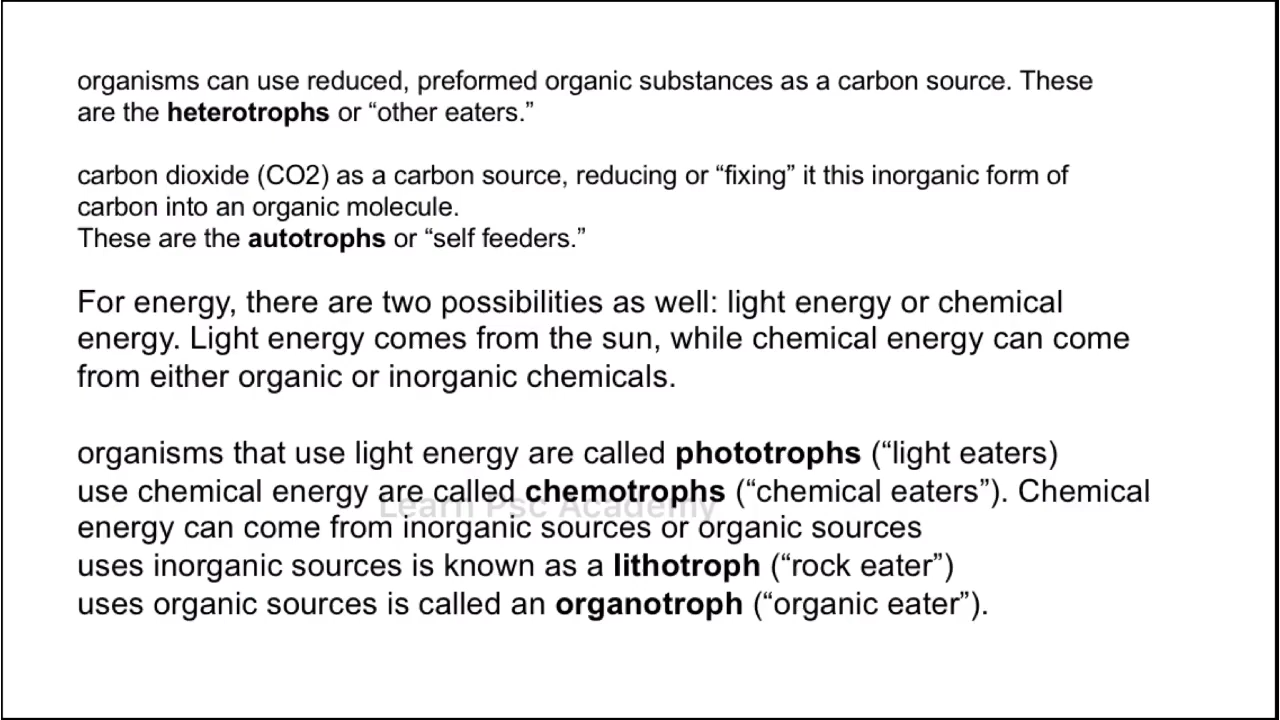 organisms can use reduced, preformed organic substances as a carbon source. These
are the heterotrophs or “other eaters.”
carbon dioxide (CO2) as a carbon source, reducing or “fixing” it this inorganic form of
carbon into an organic molecule.
These are the autotrophs or “self feeders.”
For energy, there are two possibilities as well: light energy or chemical
energy. Light energy comes from the sun, while chemical energy can come
from either organic or inorganic chemicals.
organisms that use light energy are called phototrophs (“light eaters)
use chemical energy are called chemotrophs (“chemical eaters”). Chemical
Learn Psc Academy
energy can come from inorganic sources or organic sources
uses inorganic sources is known as a lithotroph (“rock eater”)
uses organic sources is called an organotroph (“organic eater”).